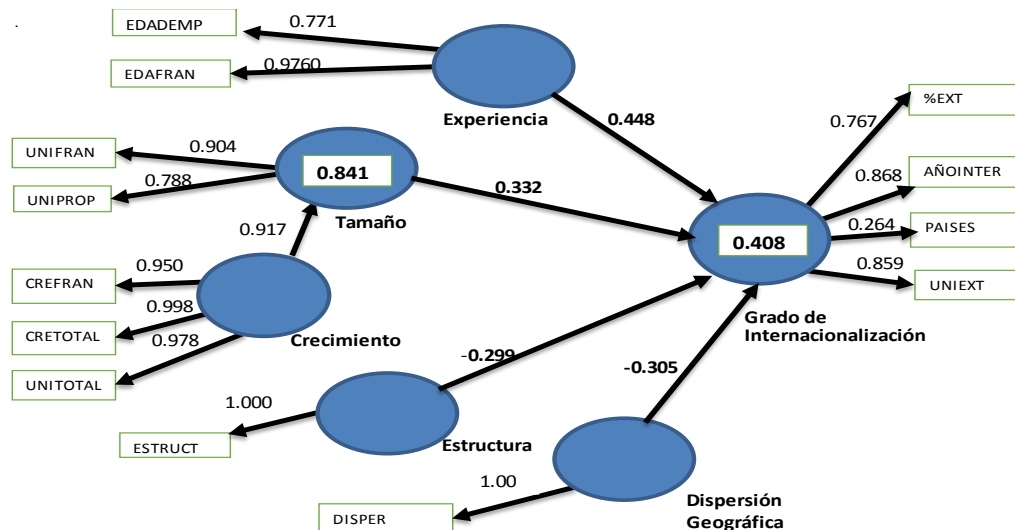 .
EDADEMP
0.771
EDAFRAN
0.9760
Experiencia
0.448
%EXT
0.767
UNIFRAN
0.904
UNIPROP
0.788
0.841
Tamaño
0.332
AÑOINTER
0.868
PAISES
0.264
0.408
UNIEXT
0.859
0.917
Grado de
Internacionalización
CREFRAN
0.950
CRETOTAL
0.998
UNITOTAL
0.978
Crecimiento
-0.299
-0.305
ESTRUCT
1.000
Estructura
DISPER
1.00
Dispersión
Geográfica